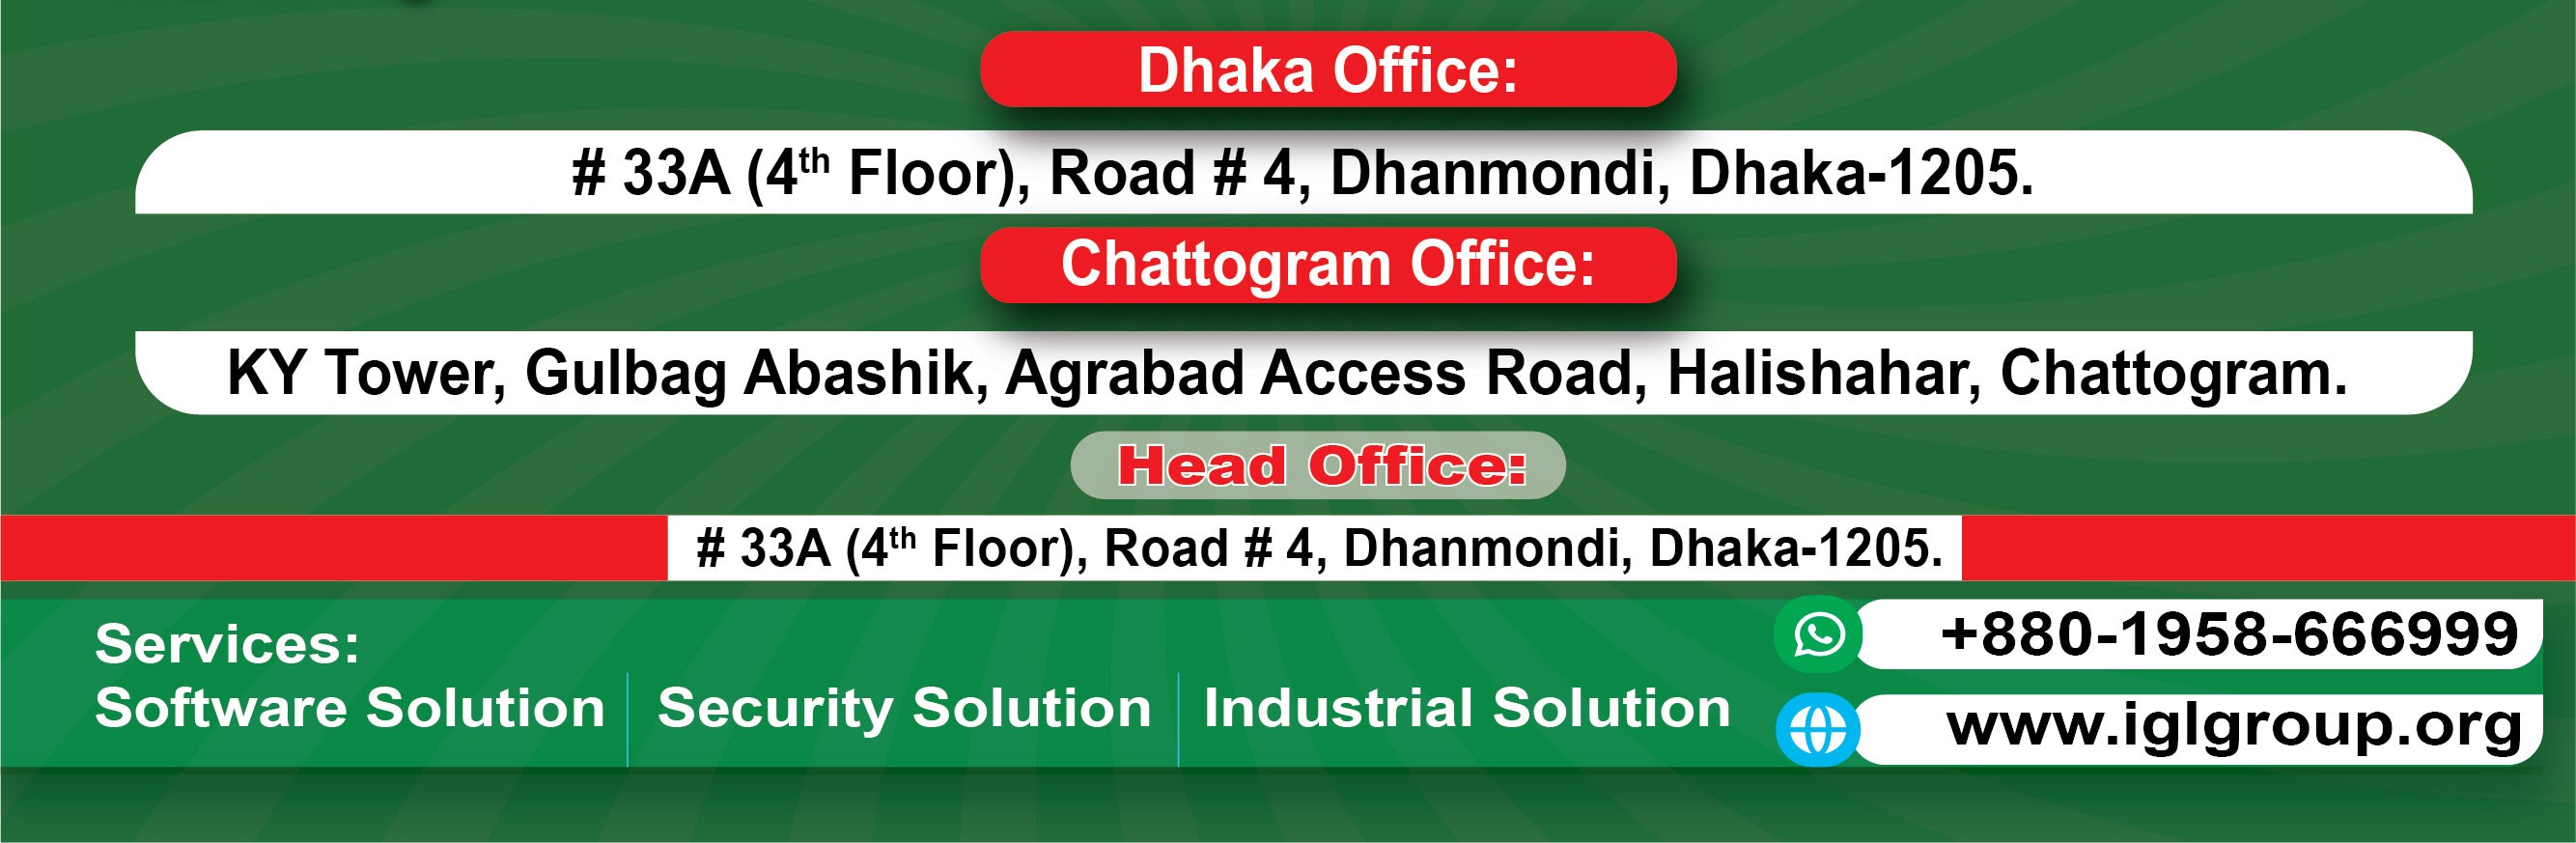 Dhaka Office:
# 33A (4th Floor), Road # 4, Dhanmondi, Dhaka-1205.
Chattogram Office:
KY Tower, Gulbag Abashik, Agrabad Access Road, Halishahar, Chattogram.
Head Office:
# 33A (4th Floor), Road # 4, Dhanmondi, Dhaka-1205.
Services:
Software Solution Security Solution Industrial Solution
+880-1958-666999
www.iglgroup.org